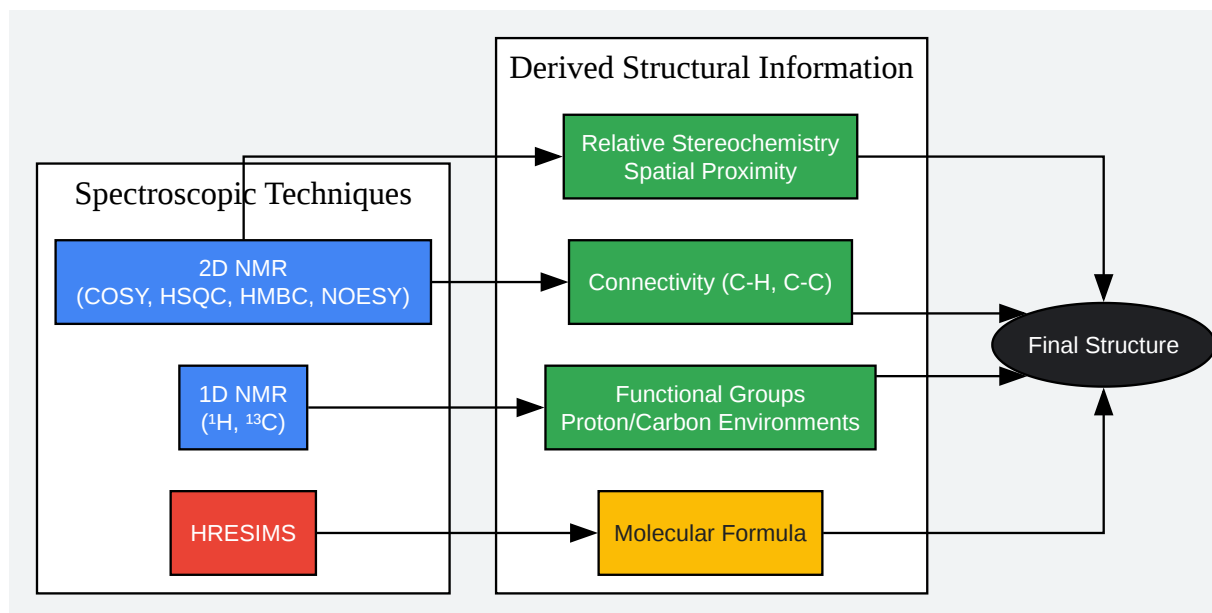 Derived Structural Information
Relative Stereochemistry
Spatial Proximity
Spectroscopic Techniques
2D NMR
(COSY, HSQC, HMBC, NOESY)
Connectivity (C-H, C-C)
Final Structure
1D NMR
(¹H, ¹³C)
Functional Groups
Proton/Carbon Environments
HRESIMS
Molecular Formula